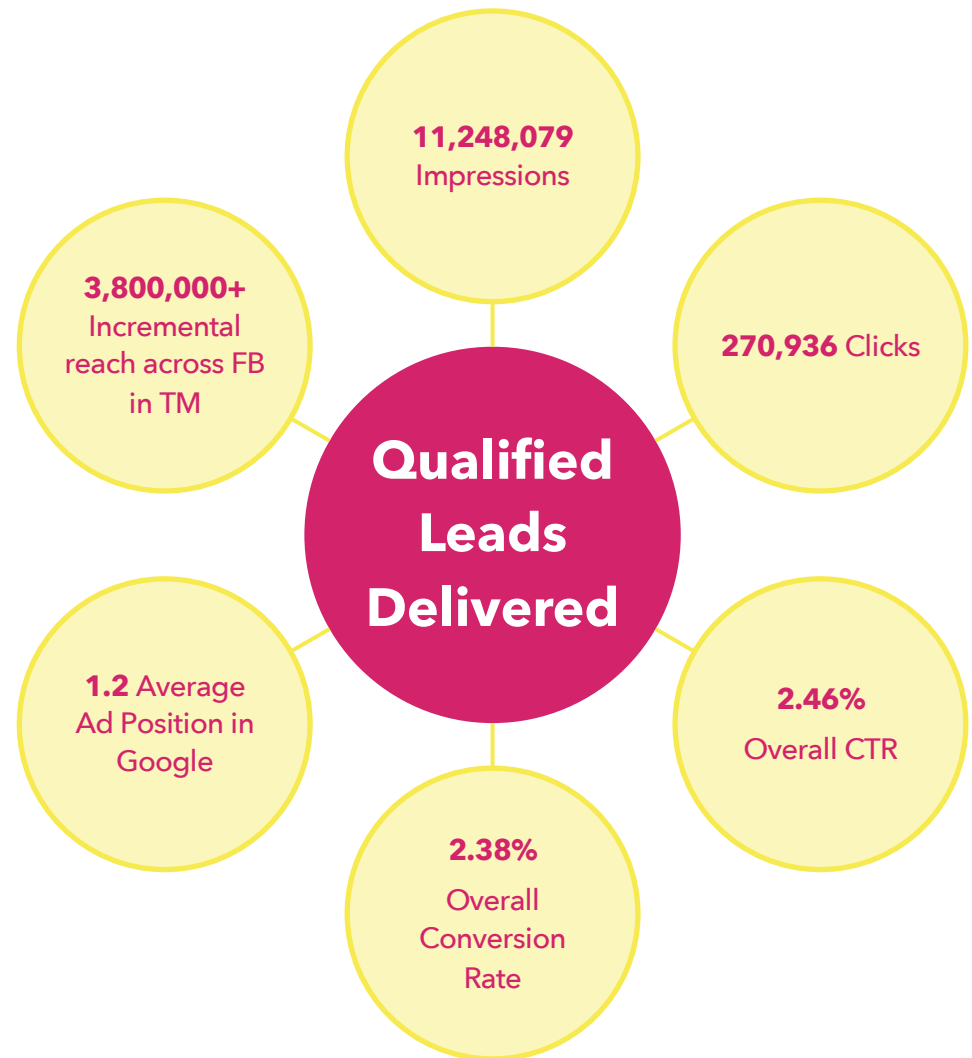 11,248,079
Impressions
3,800,000+
Incremental
reach across FB
in TM
270,936 Clicks
Qualified
Leads
Delivered
1.2 Average
Ad Position in
Google
2.46%
Overall CTR
2.38%
Overall
Conversion
Rate